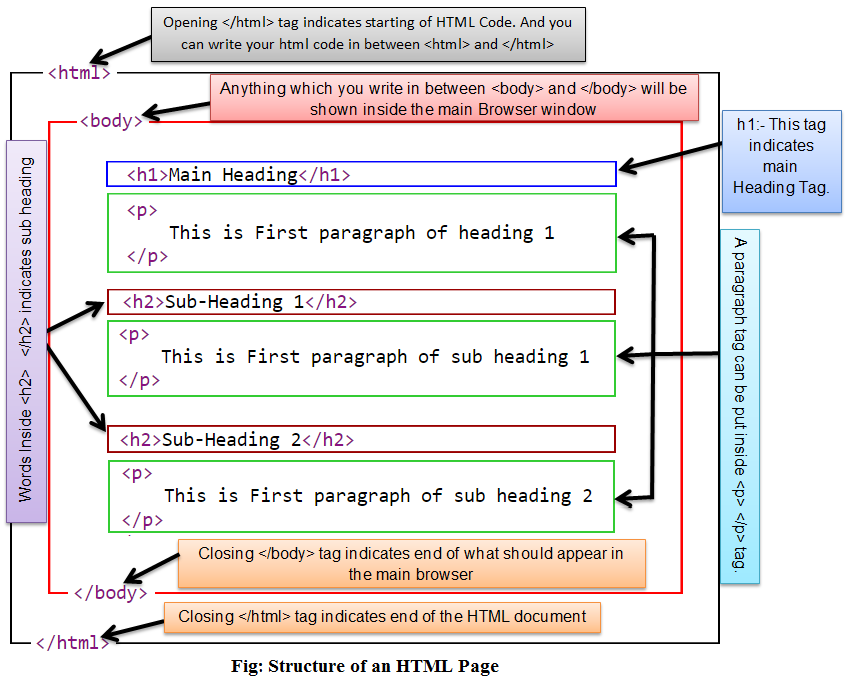 Opening </html> tag indicates starting of HTML Code. And you
can write your html code in between <html> and </html>
<html>
Anything which you write in between <body> and </body> will be
shown inside the main Browser window
<body>
h1:- This tag
indicates
main
Heading Tag.
<h1>Main Heading</h1>
<p>
This is First paragraph of heading 1
</p>
Words Inside <h2> </h2> indicates sub heading
<h2>Sub-Heading 1</h2>
<p>
This is First paragraph of sub heading 1
</p>
A paragraph tag can be put inside <p> </p> tag.
<h2>Sub-Heading 2</h2>
<p>
This is First paragraph of sub heading 2
</p>
Closing </body> tag indicates end of what should appear in
the main browser
</body>
Closing </html> tag indicates end of the HTML document
</html>
Fig: Structure of an HTML Page